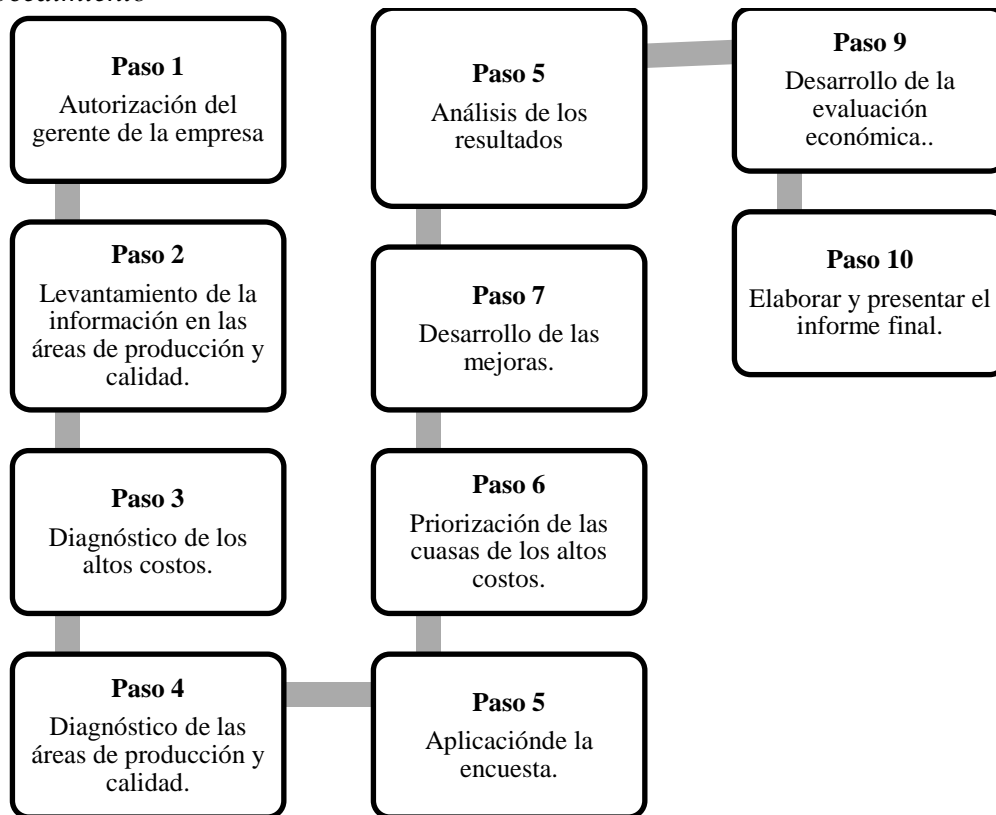 Paso 1
Autorización del
gerente de la empresa
Paso 2
Levantamiento de la
información en las
áreas de producción y
calidad.
Paso 3
Diagnóstico de los
altos costos.
Paso 4
Diagnóstico de las
áreas de producción y
calidad.
Paso 5
Aplicaciónde la
encuesta.
Paso 6
Priorización de las
cuasas de los altos
costos.
Paso 7
Desarrollo de las
mejoras.
Paso 5
Análisis de los
resultados
Paso 9
Desarrollo de la
evaluación
económica..
Paso 10
Elaborar y presentar el
informe final.